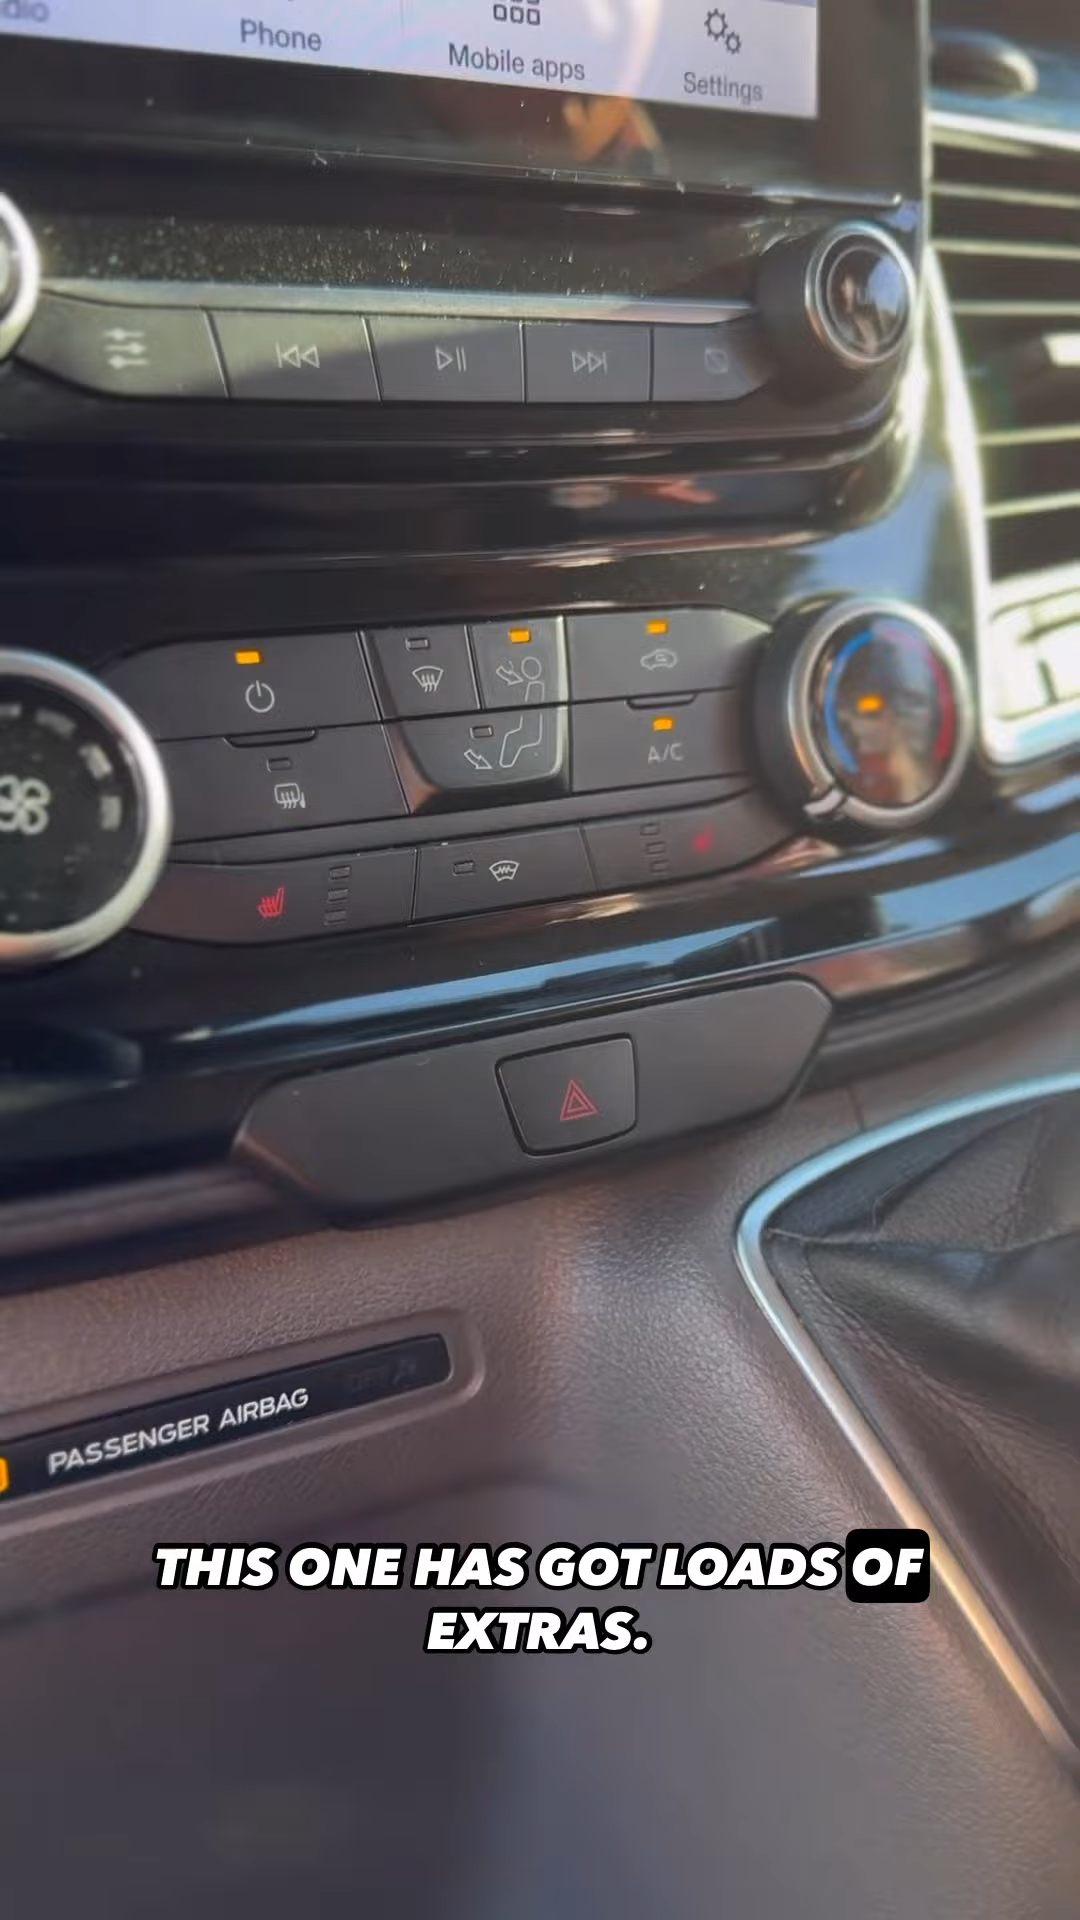 Phone
Mobile apps
Settings
A/C
PASSENGER AIRBAG
THIS ONE HAS GOT LOADS OF
EXTRAS.